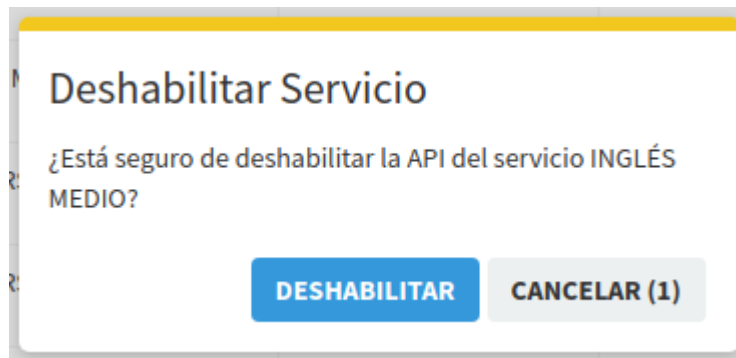 Deshabilitar Servicio
¿Está seguro de deshabilitar la API del servicio INGLÉS
MEDIO?
DESHABILITAR
CANCELAR (1)